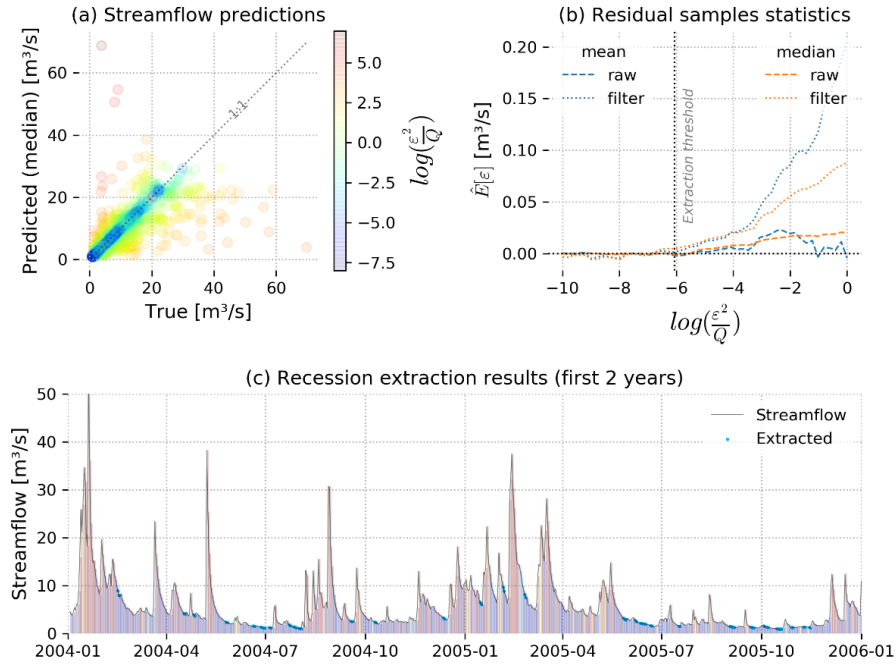 (a) Streamflow predictions
Predicted (median) [m³/s]
60
40
20
0
1:1
0 20 40 60
True [m³/s]
5.0
2.5
0.0
−2.5
−5.0
−7.5
log(ε²/Q)
(b) Residual samples statistics
Ê[ε] [m³/s]
0.20
0.15
0.10
0.05
0.00
mean
raw
filter
median
raw
filter
Extraction threshold
−10 −8 −6 −4 −2 0
log(ε²/Q)
(c) Recession extraction results (first 2 years)
Streamflow [m³/s]
50
40
30
20
10
0
Streamflow
Extracted
2004-01 2004-04 2004-07 2004-10 2005-01 2005-04 2005-07 2005-10 2006-01